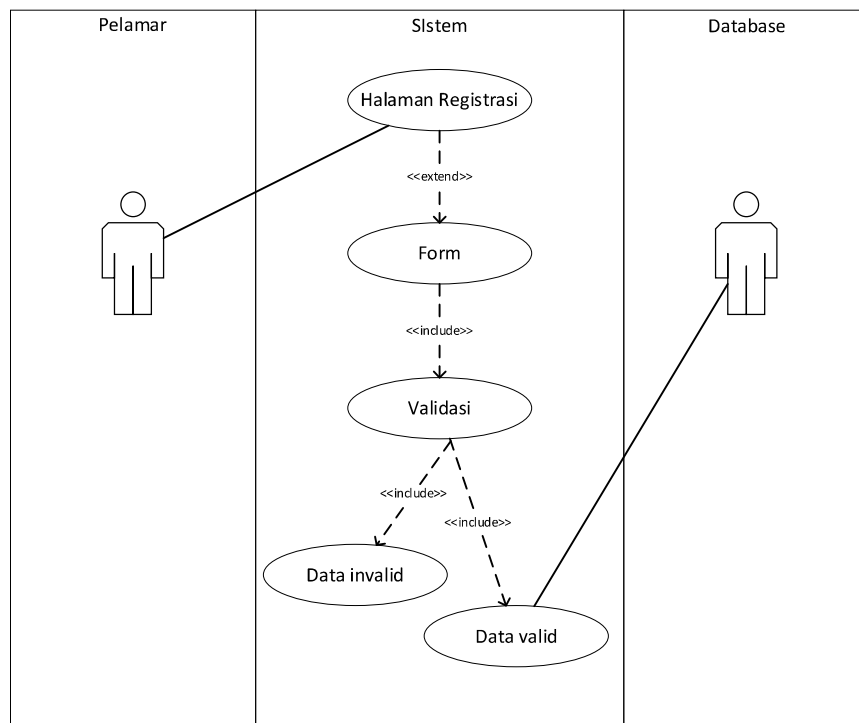 Pelamar
SIstem
Database
Halaman Registrasi
<<extend>>
Form
<<include>>
Validasi
<<include>>
<<include>>
Data invalid
Data valid